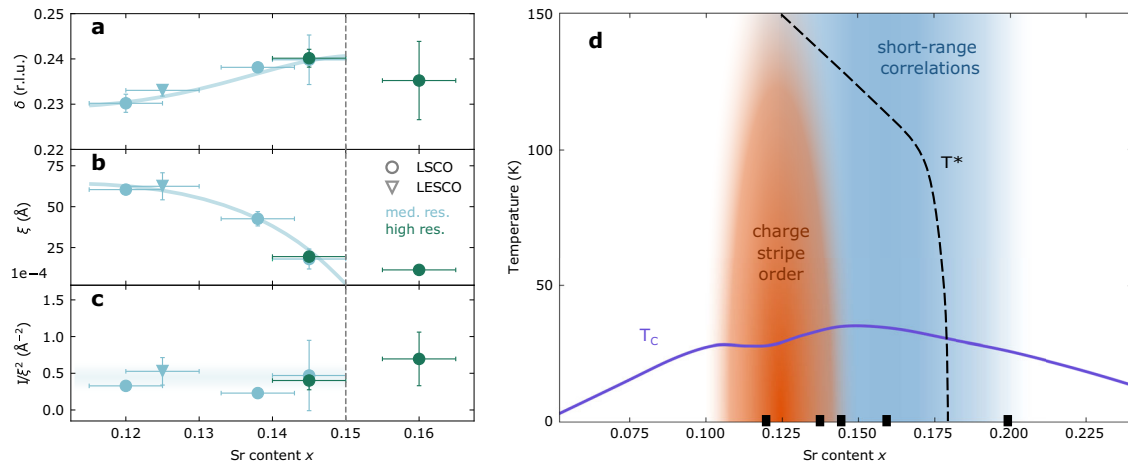 a
0.24
0.23
0.22
δ (r.l.u.)
b
75
50
25
ξ (Å)
LSCO
LESCO
med. res.
high res.
1e−4
c
1.5
1.0
0.5
0.0
I/ξ² (Å⁻²)
0.12 0.13 0.14 0.15 0.16
Sr content x
d
150
100
50
0
Temperature (K)
short-range
correlations
T*
charge
stripe
order
T_C
0.075 0.100 0.125 0.150 0.175 0.200 0.225
Sr content x